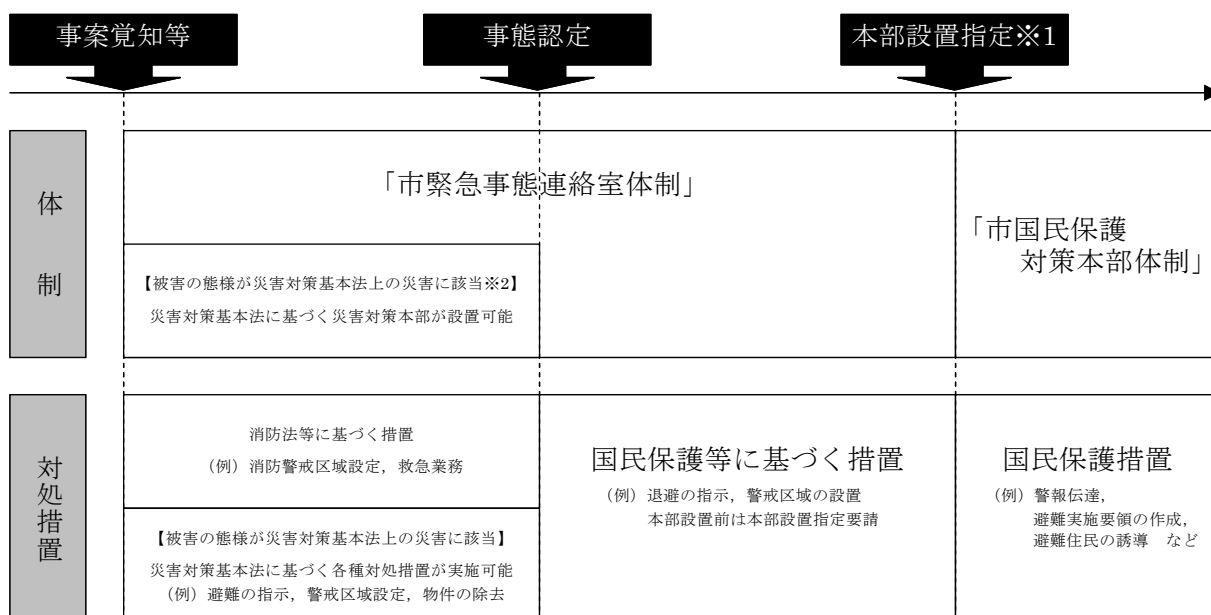 事案覚知等
事態認定
本部設置指定※1
体制
「市緊急事態連絡室体制」
【被害の態様が災害対策基本法上の災害に該当※2】
災害対策基本法に基づく災害対策本部が設置可能
「市国民保護
対策本部体制」
対処措置
消防法等に基づく措置
（例）消防警戒区域設定，救急業務
【被害の態様が災害対策基本法上の災害に該当】
災害対策基本法に基づく各種対処措置が実施可能
（例）避難の指示，警戒区域設定，物件の除去
国民保護等に基づく措置
（例）退避の指示，警戒区域の設置
本部設置前は本部設置指定要請
国民保護措置
（例）警報伝達，
避難実施要領の作成，
避難住民の誘導　など